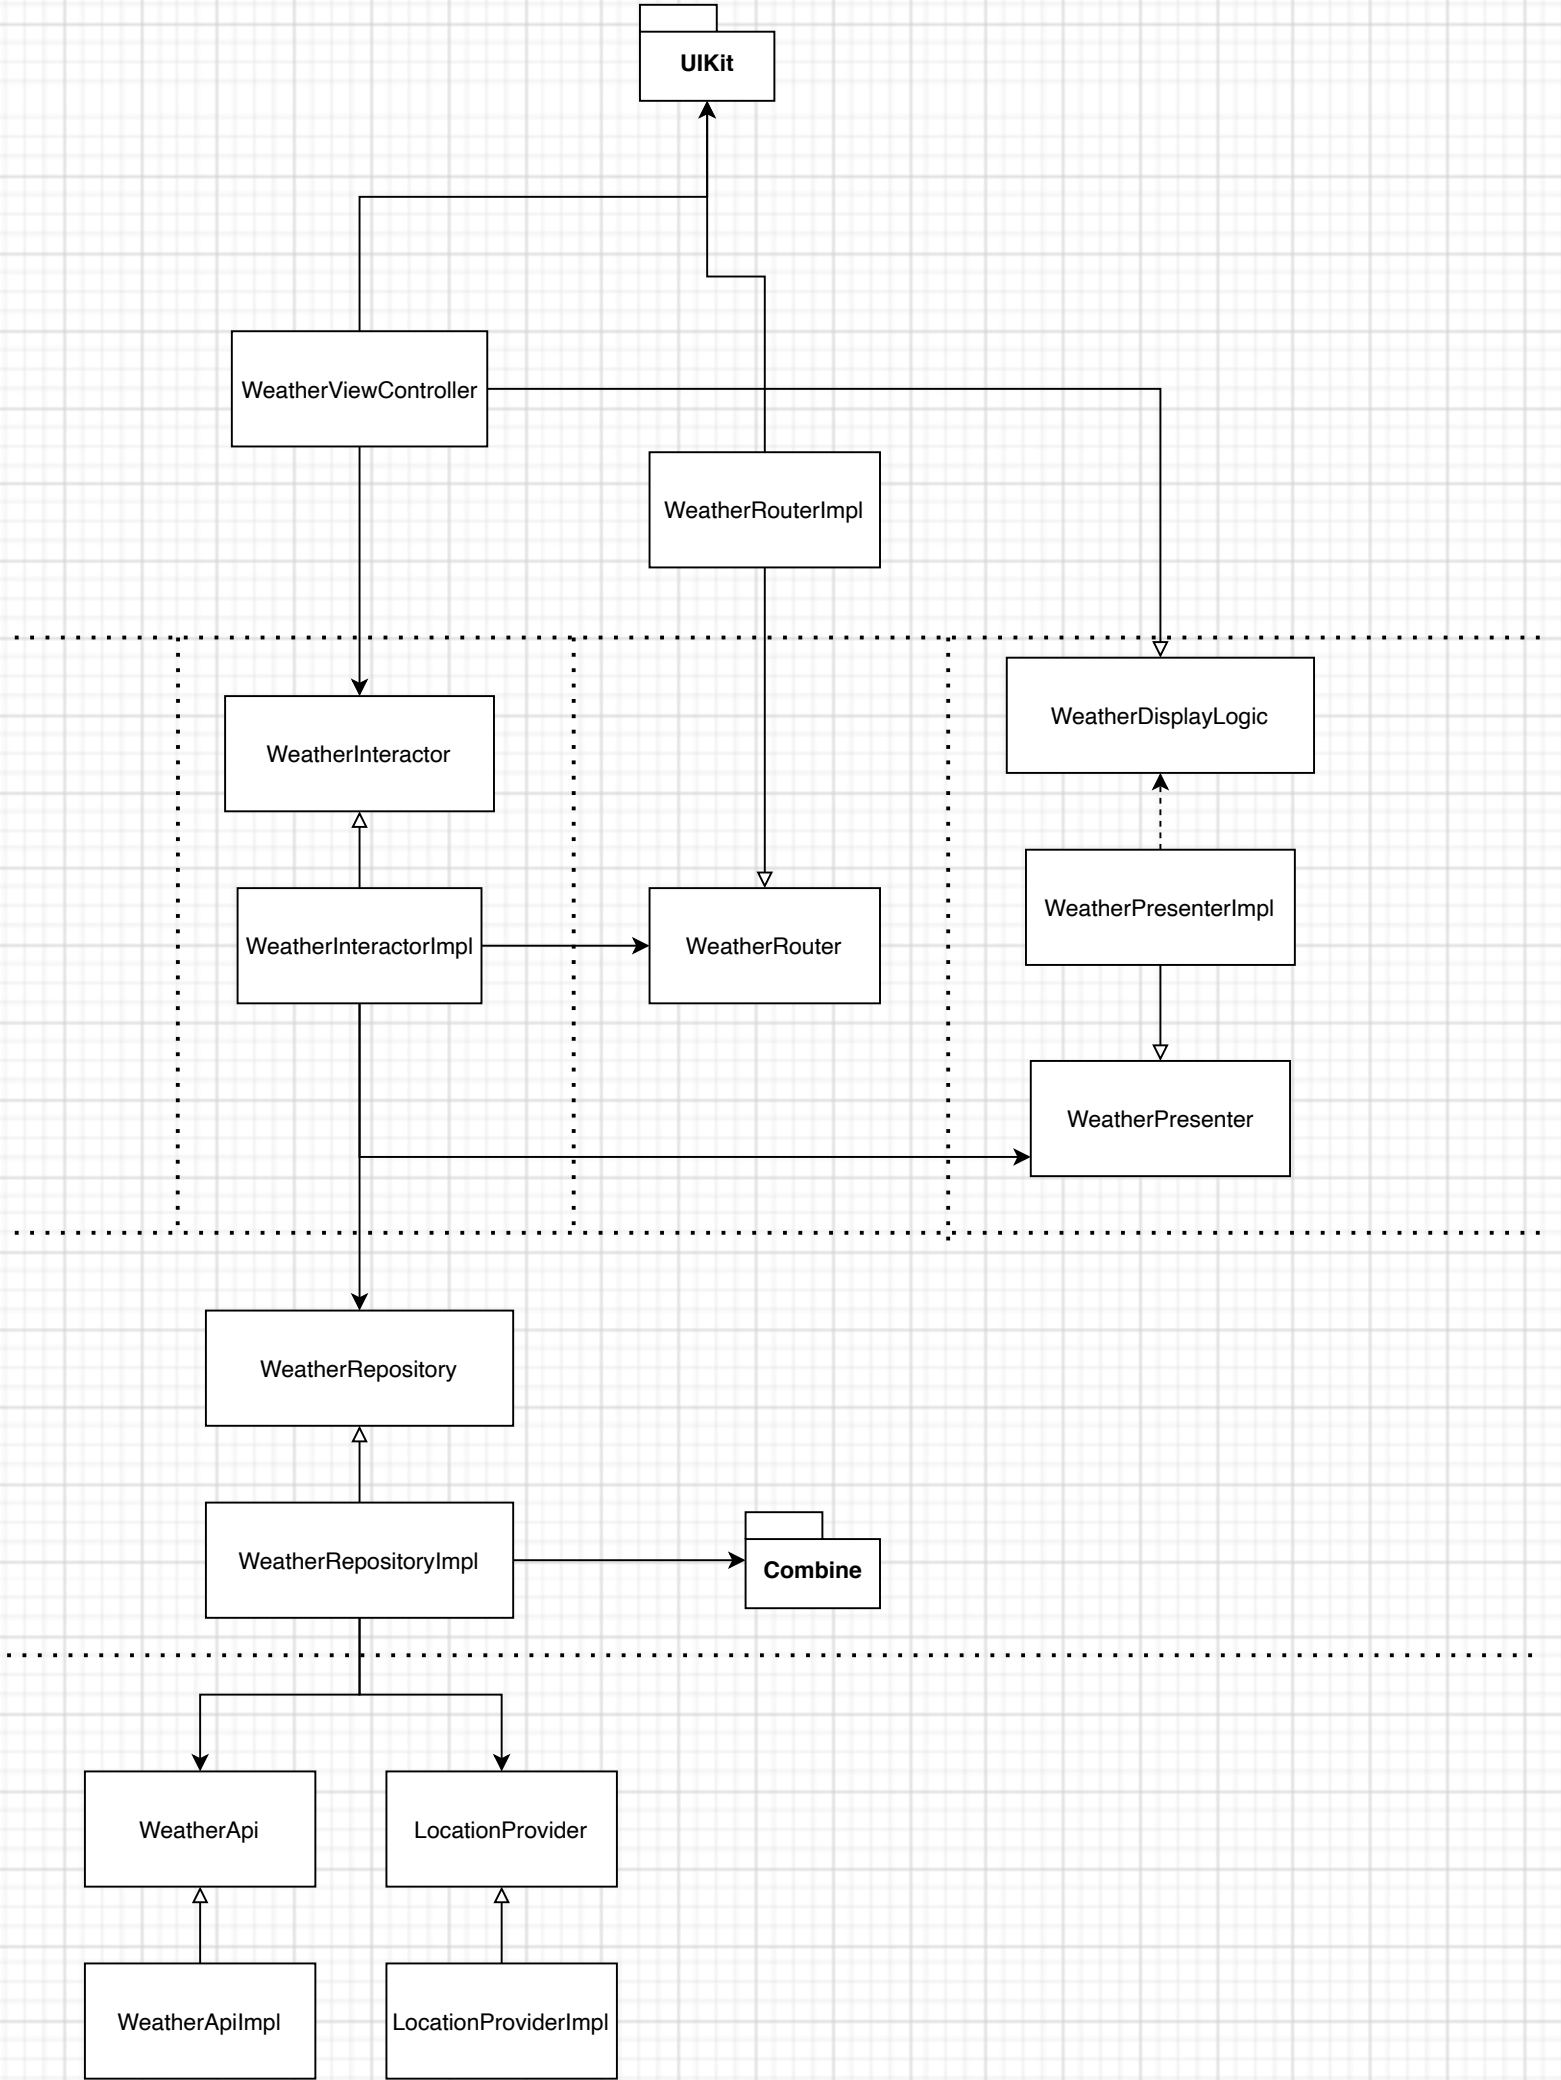 UIKit
WeatherViewController
WeatherRouterImpl
WeatherDisplayLogic
WeatherInteractor
WeatherPresenterImpl
WeatherInteractorImpl
WeatherRouter
WeatherPresenter
WeatherRepository
WeatherRepositoryImpl
Combine
WeatherApi
LocationProvider
WeatherApiImpl
LocationProviderImpl